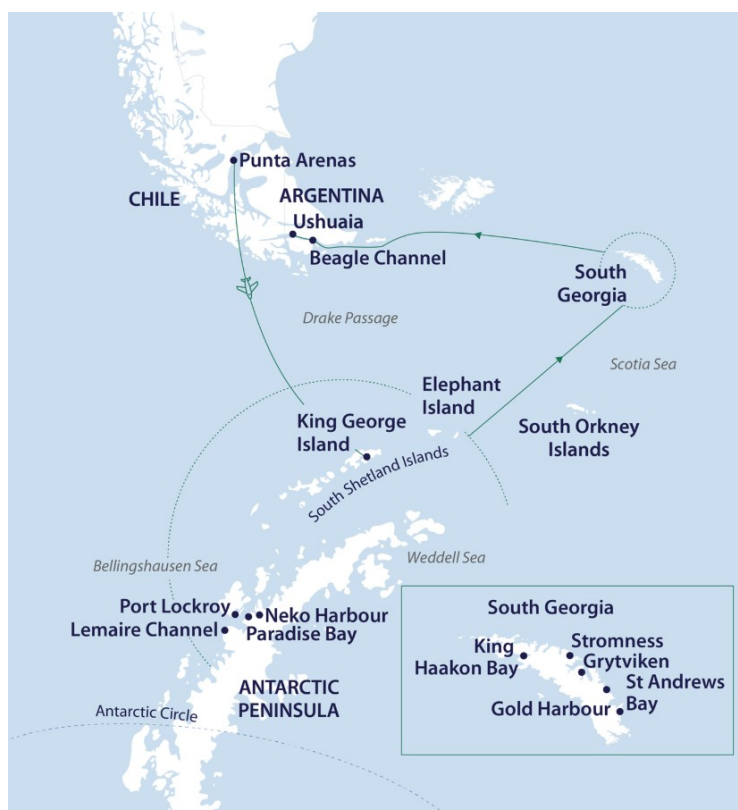 Punta Arenas
CHILE
ARGENTINA
Ushuaia
Beagle Channel
South
Georgia
Drake Passage
Scotia Sea
Elephant
Island
King George
Island
South Orkney
Islands
South Shetland Islands
Bellingshausen Sea
Weddell Sea
Port Lockroy
Neko Harbour
Lemaire Channel
Paradise Bay
ANTARCTIC
PENINSULA
Antarctic Circle
South Georgia
King
Haakon Bay
Stromness
Grytviken
St Andrews
Bay
Gold Harbour